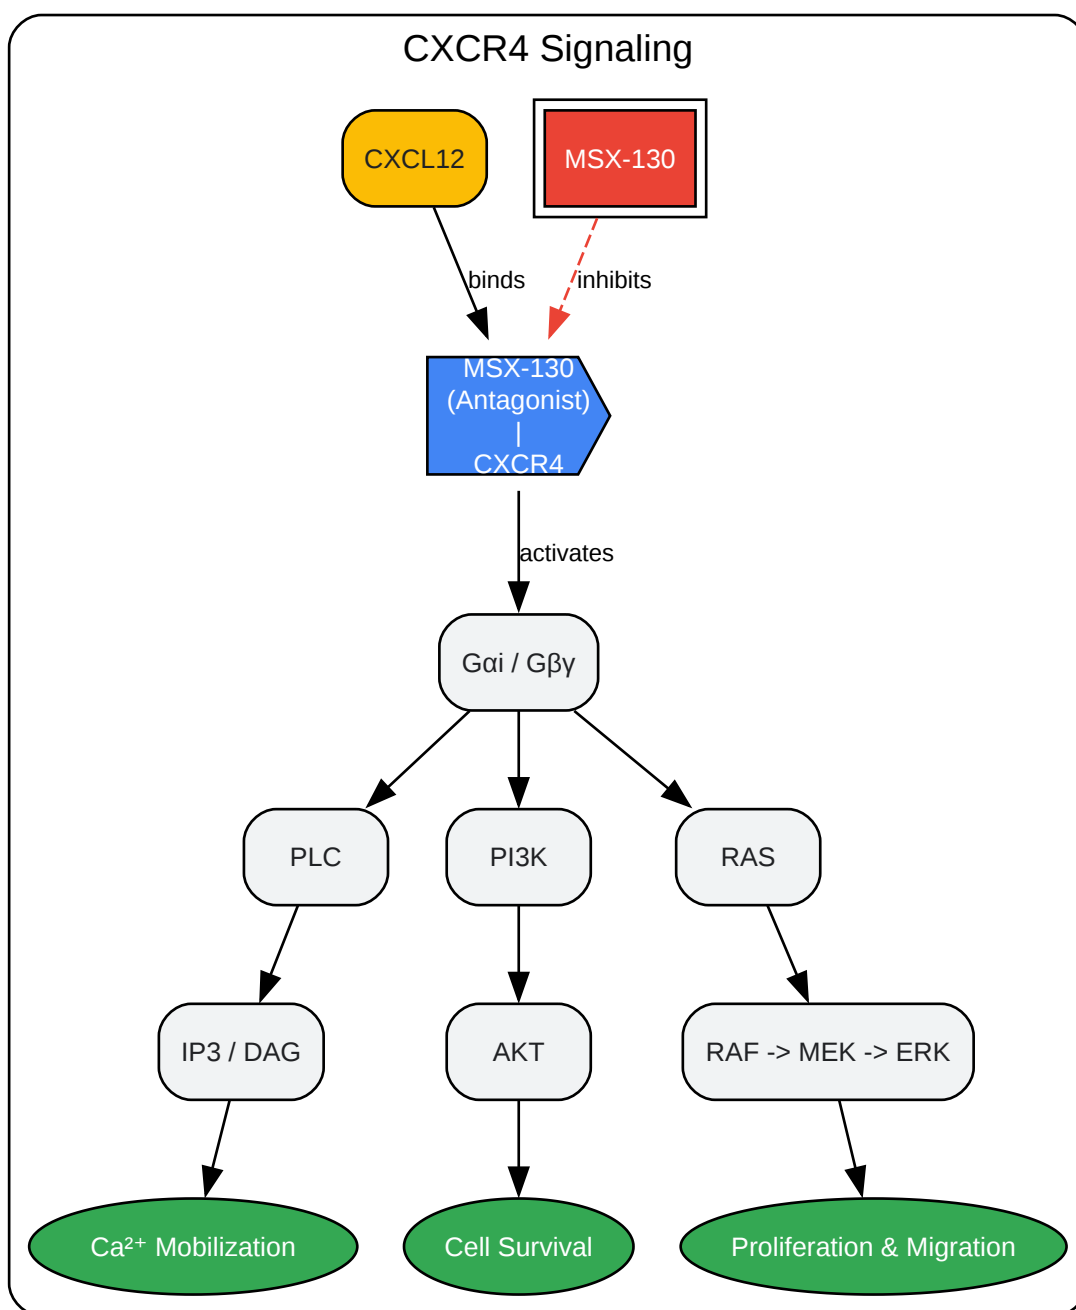 CXCR4 Signaling
CXCL12
MSX-130
binds
inhibits
MSX-130
(Antagonist)
|
CXCR4
activates
Gαi / Gβγ
PLC
PI3K
RAS
IP3 / DAG
AKT
RAF -> MEK -> ERK
Ca²⁺ Mobilization
Cell Survival
Proliferation & Migration